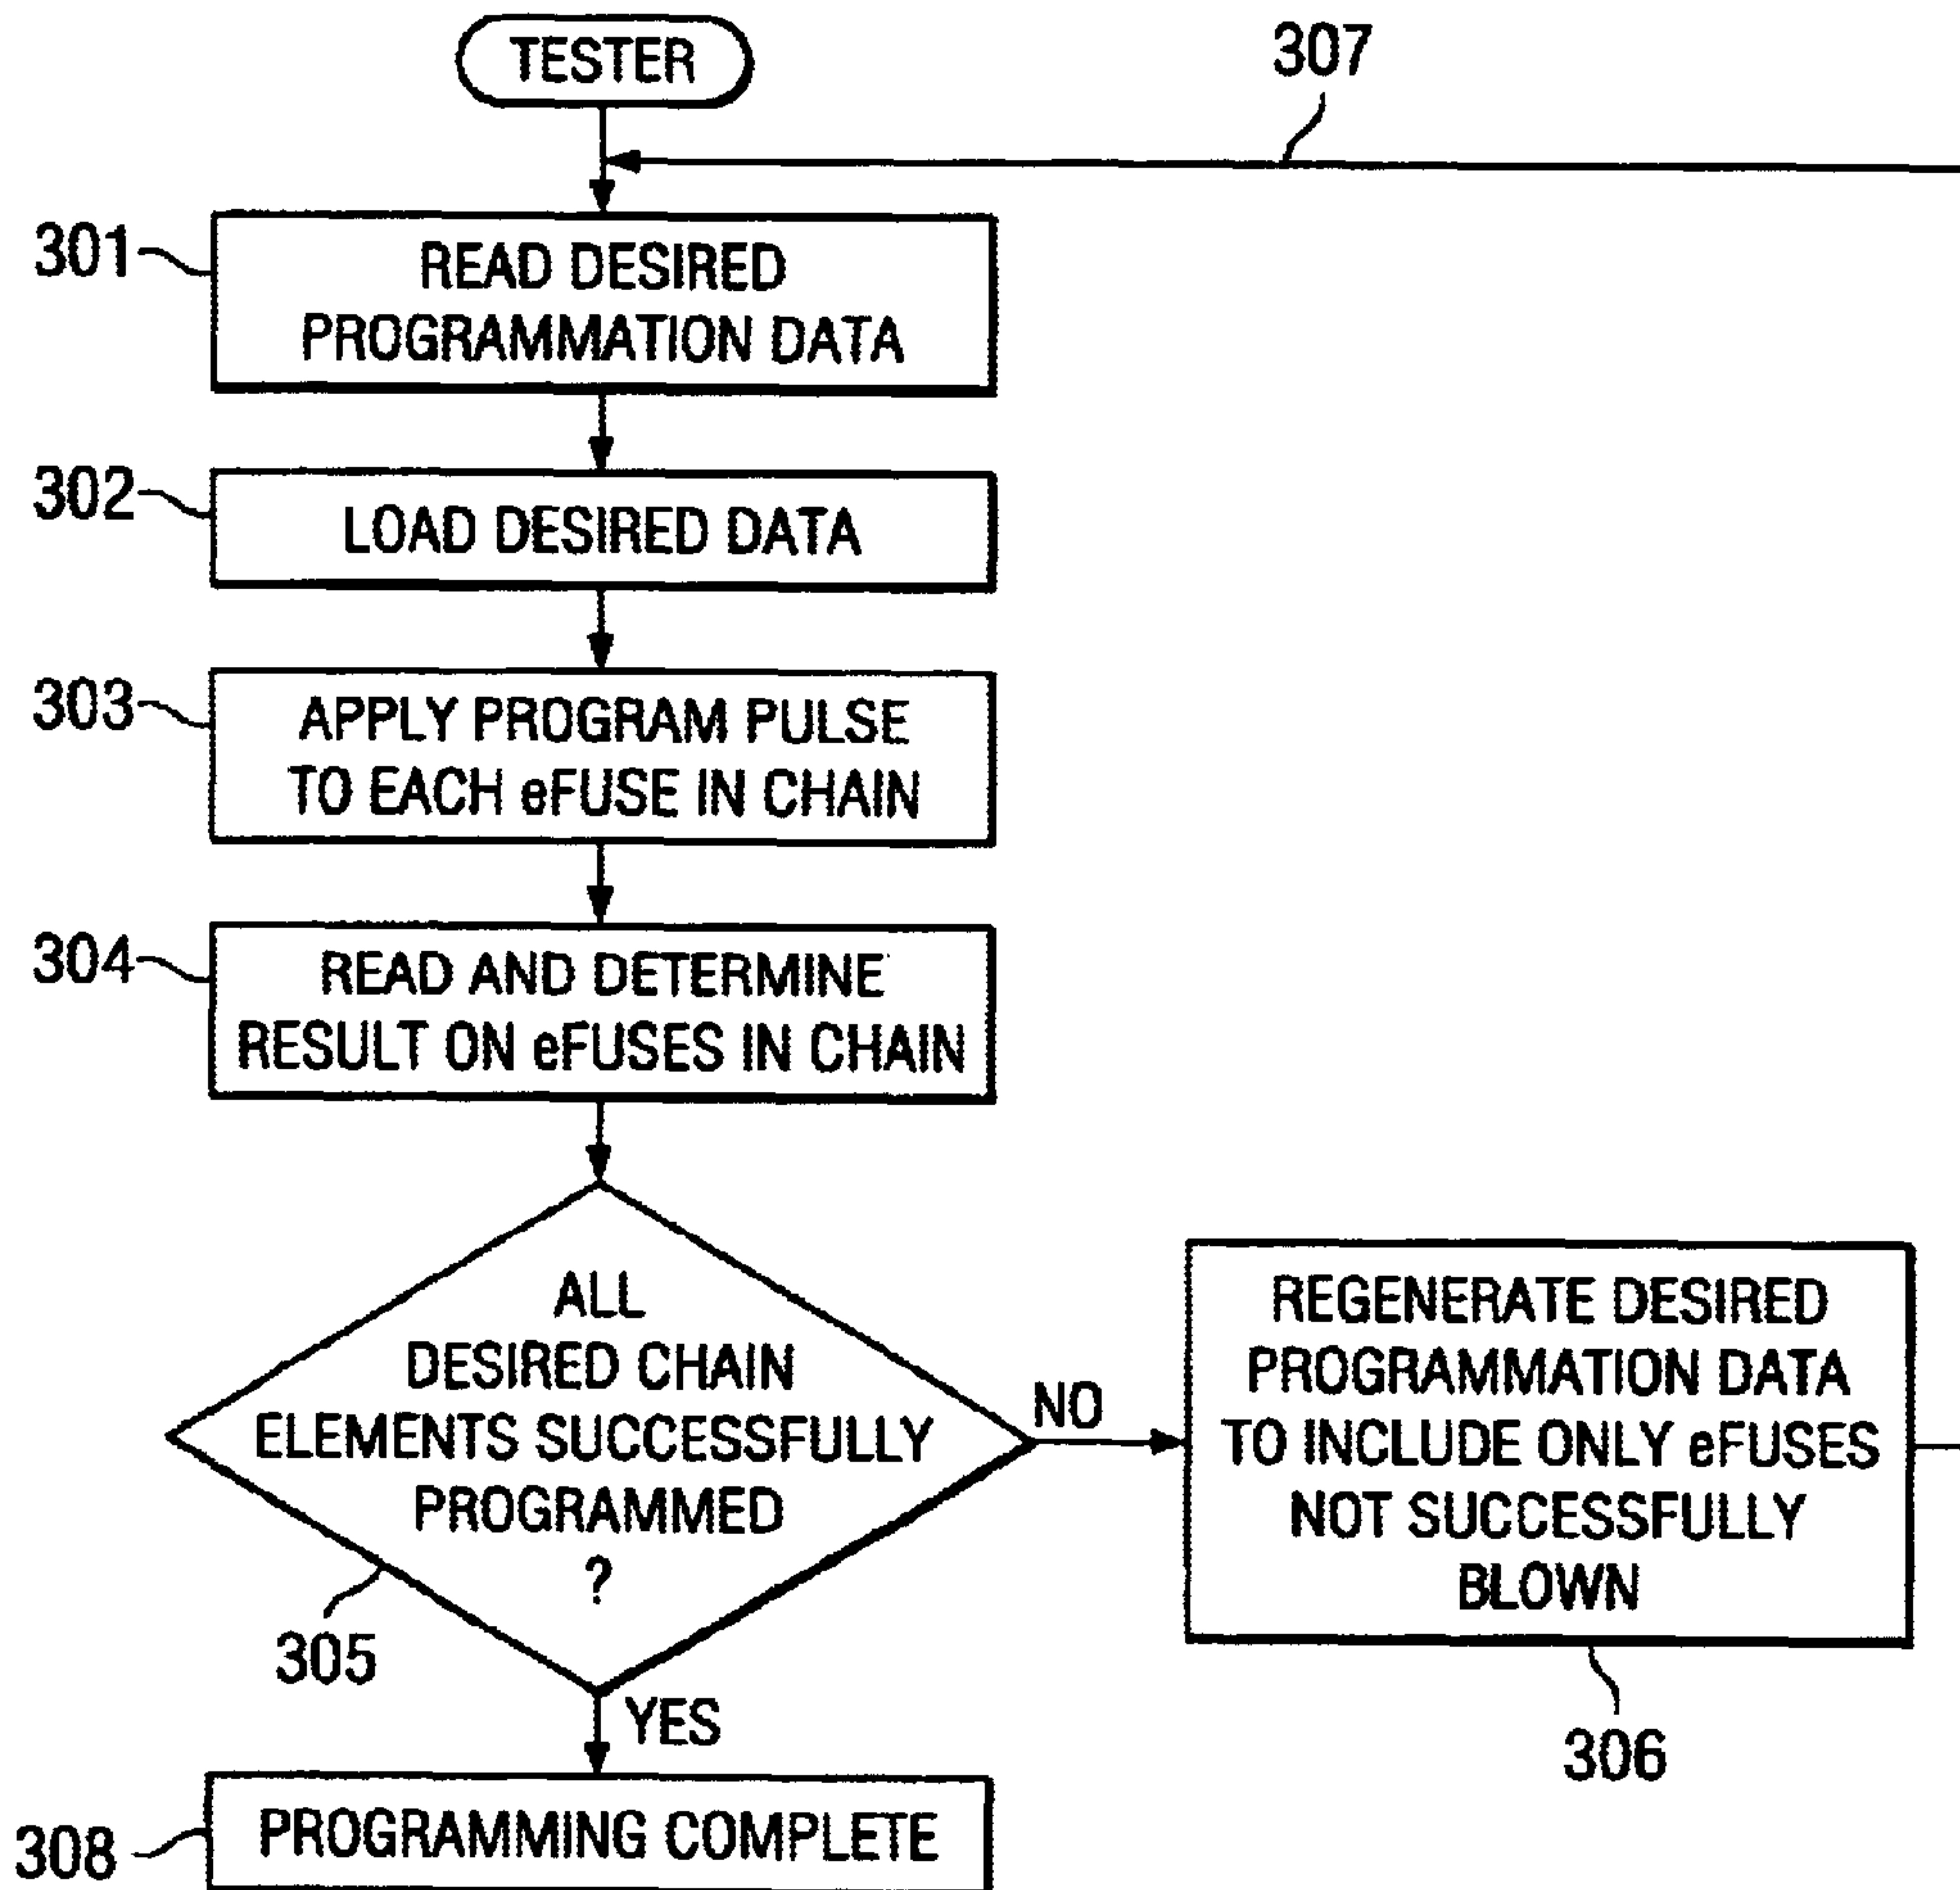 TESTER
307
301
READ DESIRED
PROGRAMMATION DATA
302
LOAD DESIRED DATA
303
APPLY PROGRAM PULSE
TO EACH eFUSE IN CHAIN
304
READ AND DETERMINE
RESULT ON eFUSES IN CHAIN
ALL
DESIRED CHAIN
ELEMENTS SUCCESSFULLY
PROGRAMMED
?
305
NO
REGENERATE DESIRED
PROGRAMMATION DATA
TO INCLUDE ONLY eFUSES
NOT SUCCESSFULLY
BLOWN
306
YES
308
PROGRAMMING COMPLETE